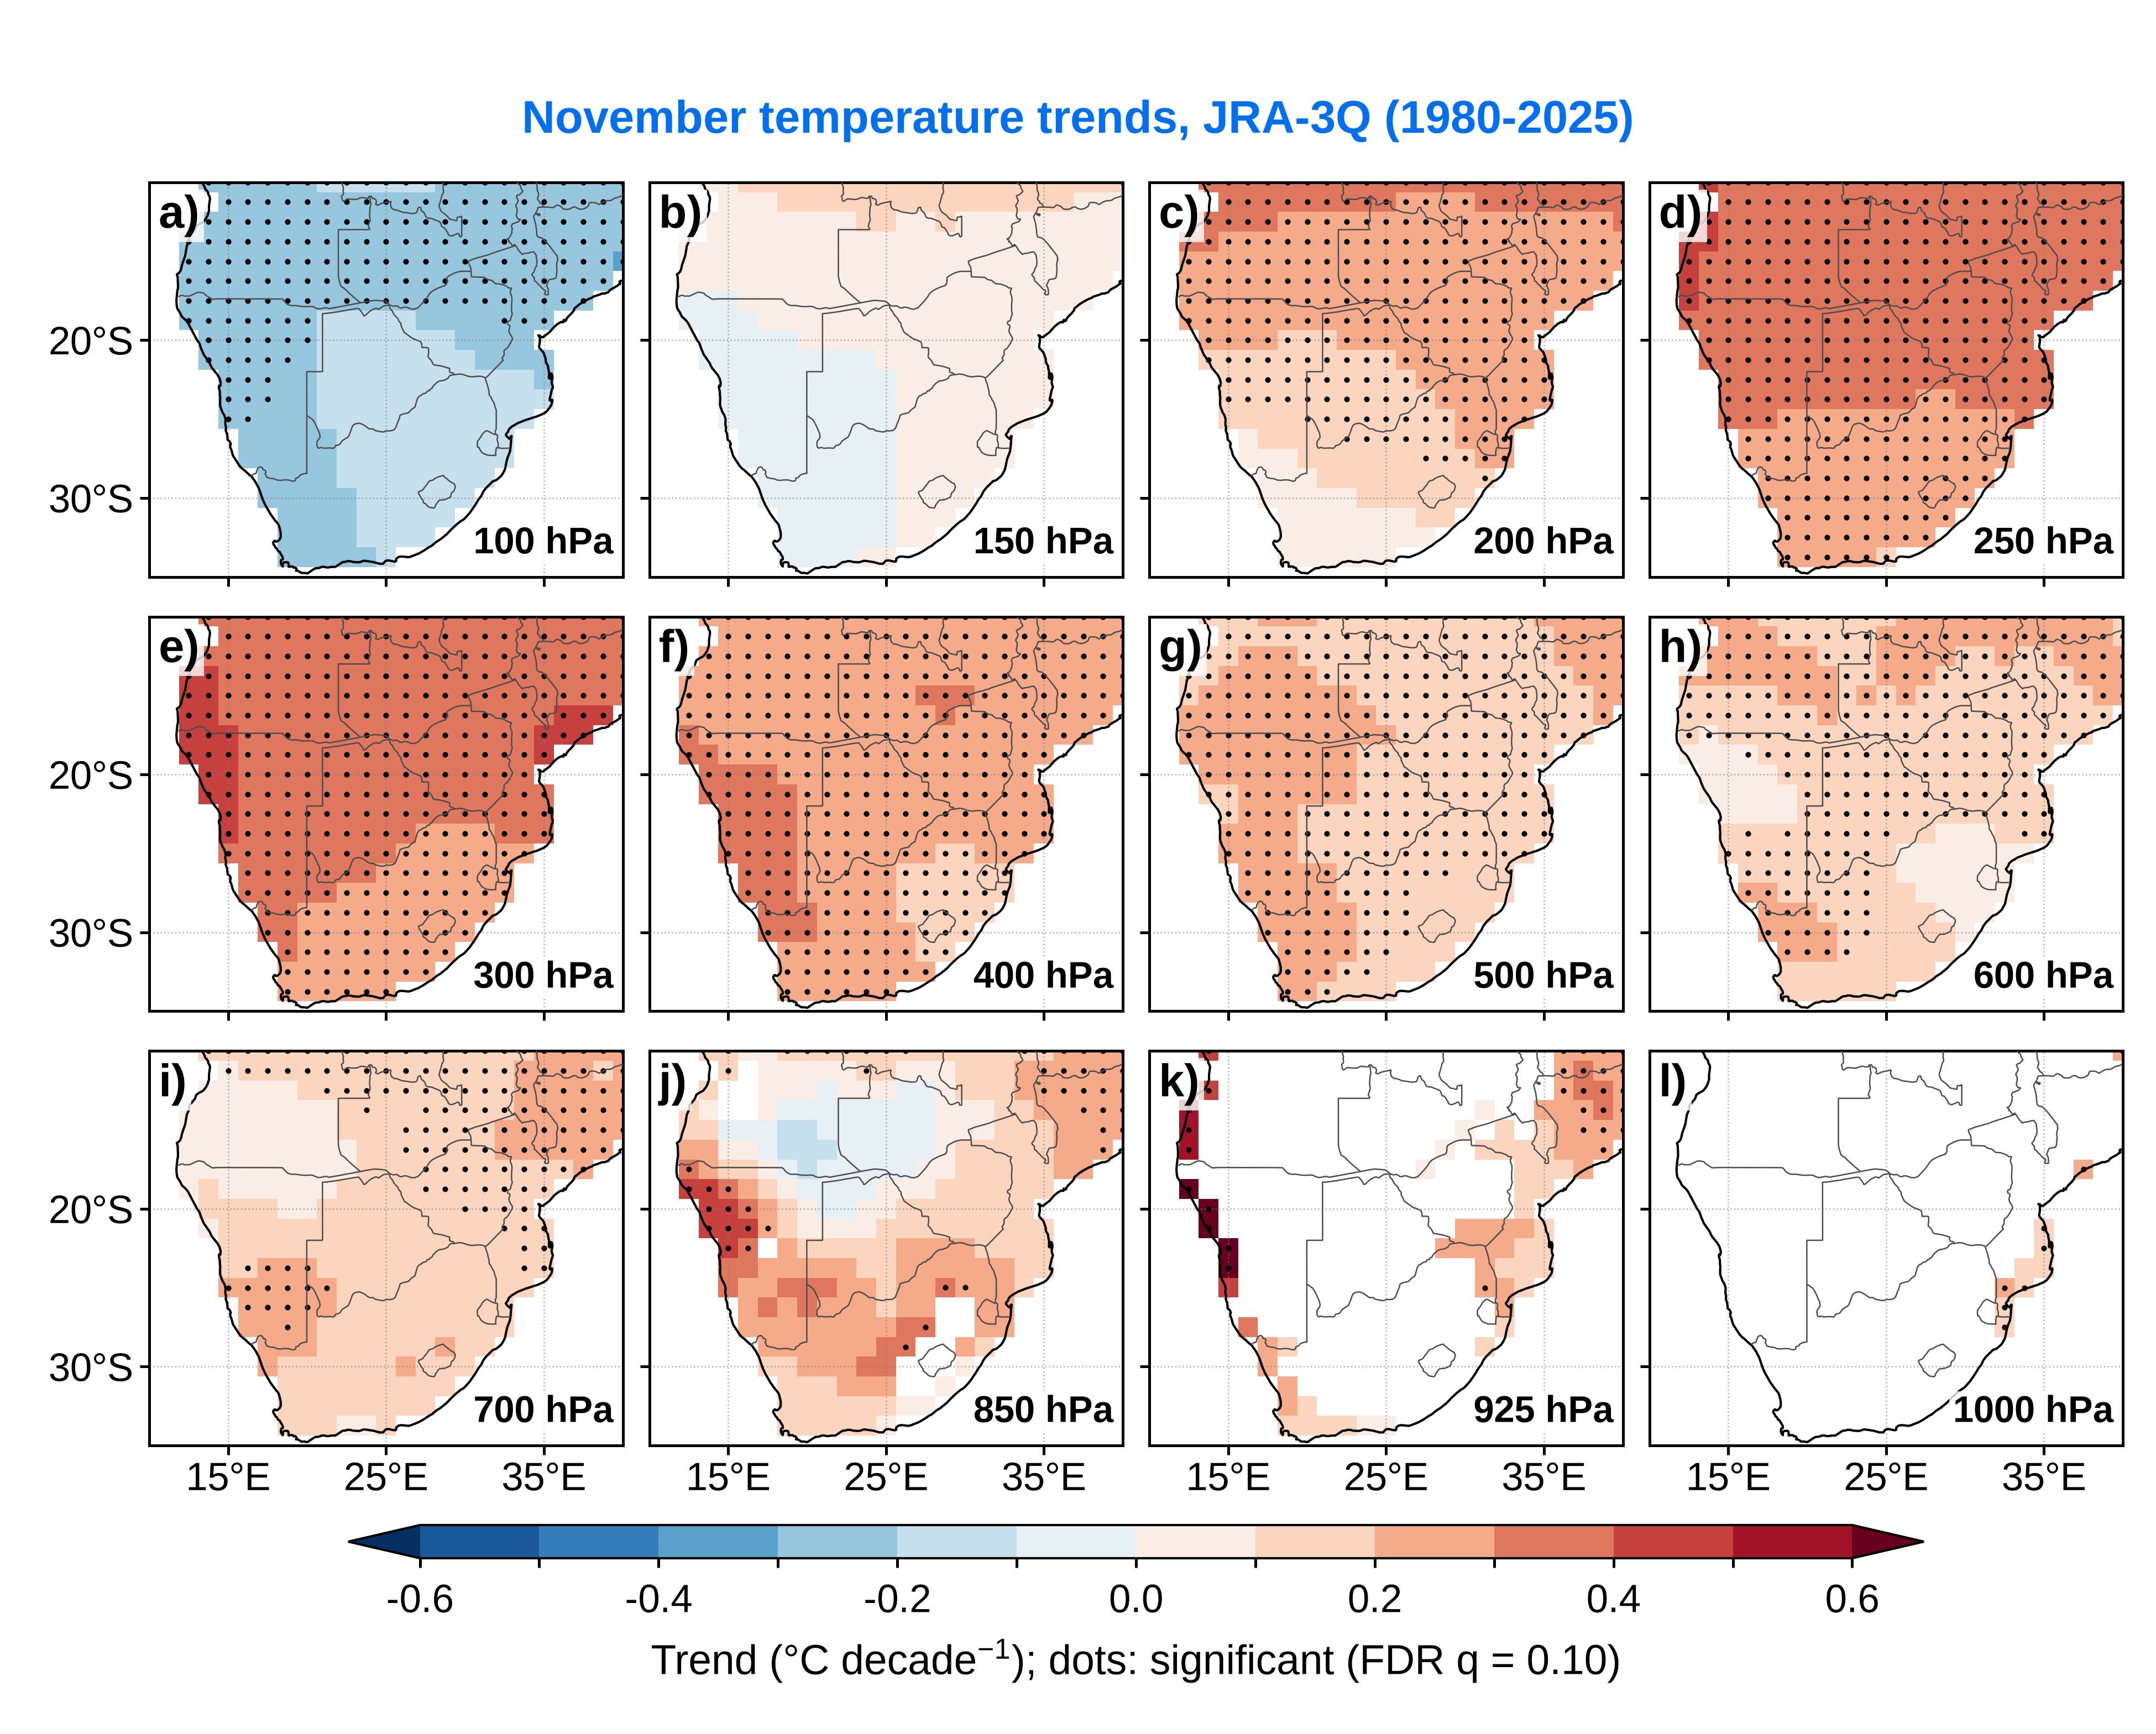 November temperature trends, JRA-3Q (1980-2025)
a) b) c) d)
20°S
30°S
100 hPa 150 hPa 200 hPa 250 hPa
e) f) g) h)
20°S
30°S
300 hPa 400 hPa 500 hPa 600 hPa
i) j) k) l)
20°S
30°S
700 hPa 850 hPa 925 hPa 1000 hPa
15°E 25°E 35°E 15°E 25°E 35°E 15°E 25°E 35°E 15°E 25°E 35°E
-0.6 -0.4 -0.2 0.0 0.2 0.4 0.6
Trend (°C decade⁻¹); dots: significant (FDR q = 0.10)